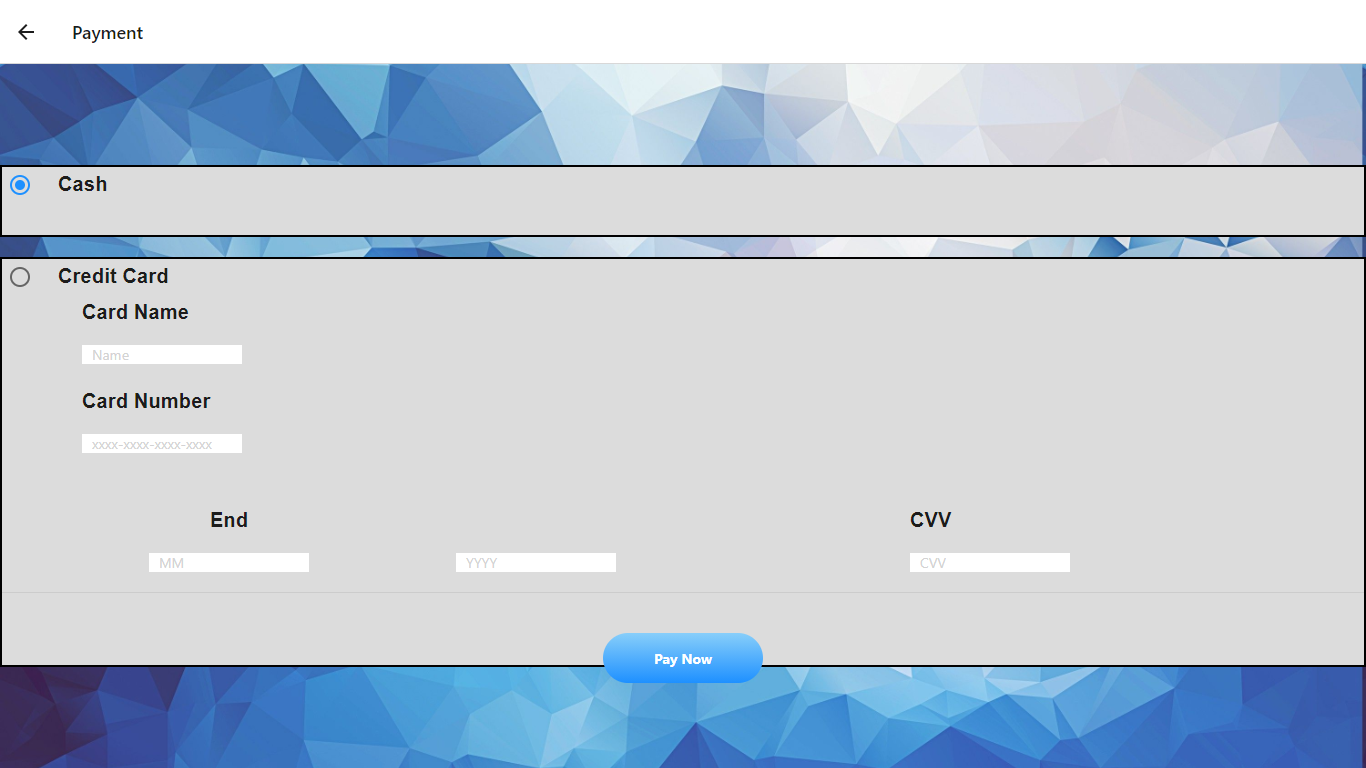 Payment
Cash
Credit Card
Card Name
Name
Card Number
xxxx-xxxx-xxxx-xxxx
End CVV
MM YYYY CVV
Pay Now